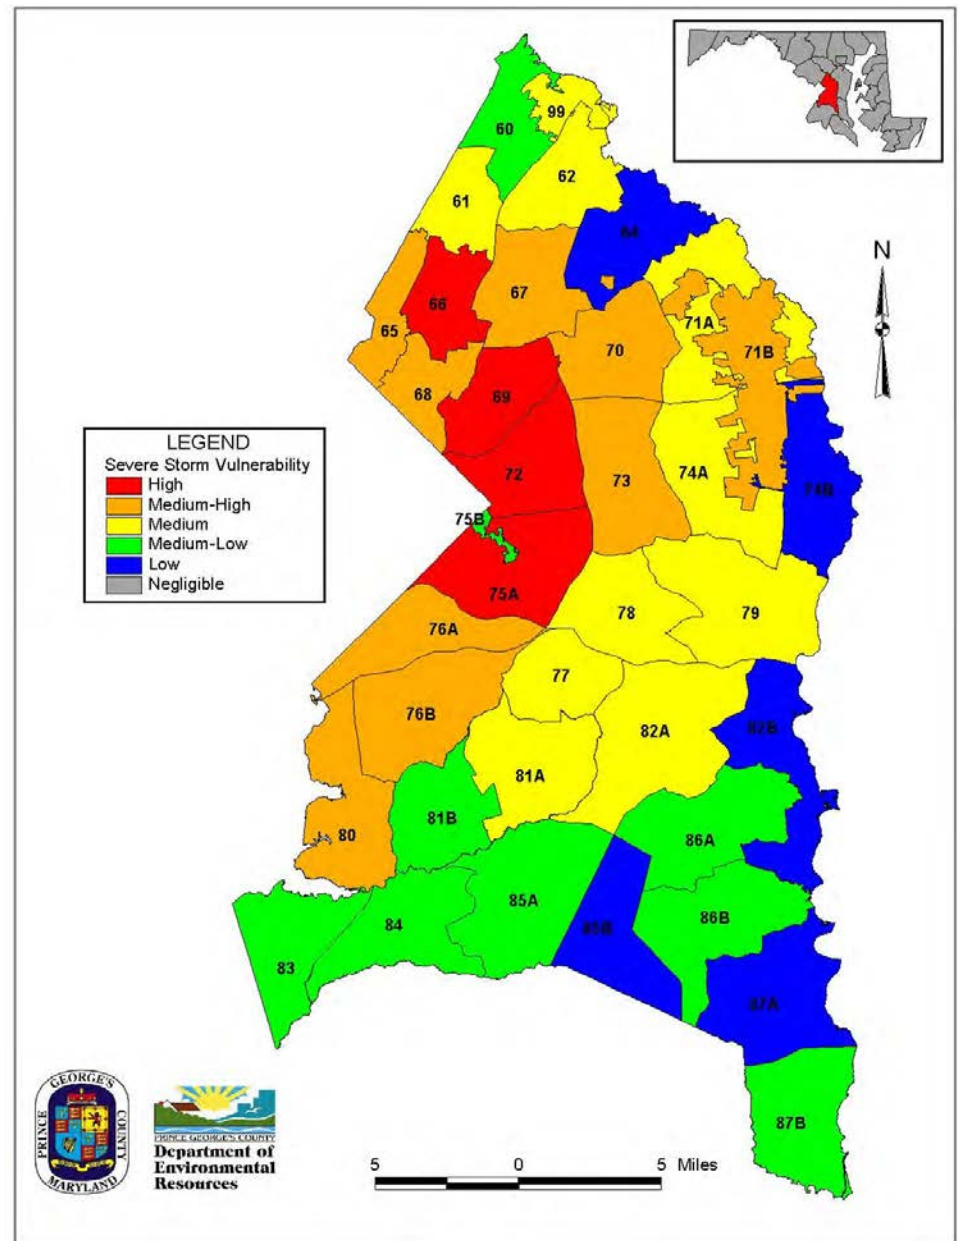 99
60
62
61
64
N
66
67
71A
65
70
71B
68
69
LEGEND
Severe Storm Vulnerability
High
Medium-High
Medium
Medium-Low
Low
Negligible
72
73
74A
74B
75B
75A
78
79
76A
77
76B
82A
82B
81A
81B
80
86A
85A
86B
84
85B
83
87A
87B
PRINCE GEORGE'S COUNTY
MARYLAND
PRINCE GEORGE'S COUNTY
Department of
Environmental
Resources
5 0 5 Miles